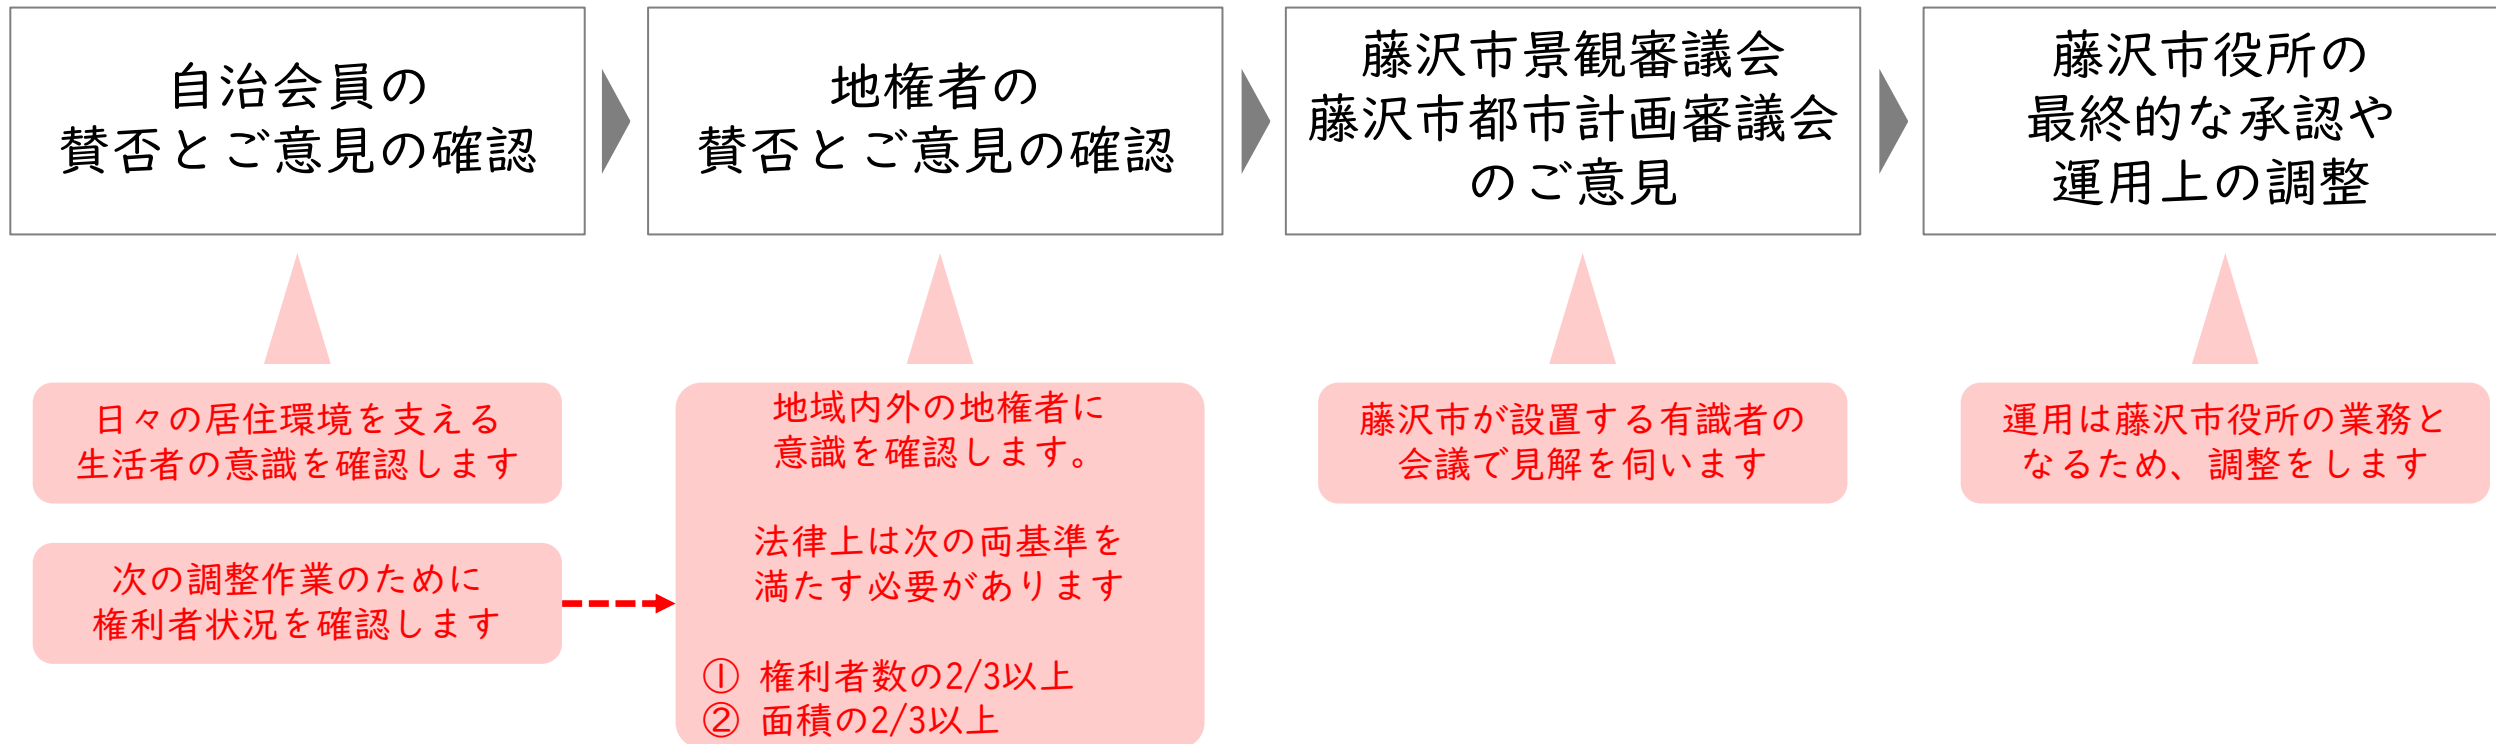 自治会員の
賛否とご意見の確認
地権者の
賛否とご意見の確認
藤沢市景観審議会
藤沢市都市計画審議会
のご意見
藤沢市役所の
最終的な認識や
運用上の調整
日々の居住環境を支える
生活者の意識を確認します
次の調整作業のために
権利者状況を確認します
地域内外の地権者に
意識を確認します。
法律上は次の両基準を
満たす必要があります
① 権利者数の2/3以上
② 面積の2/3以上
藤沢市が設置する有識者の
会議で見解を伺います
運用は藤沢市役所の業務と
なるため、調整をします